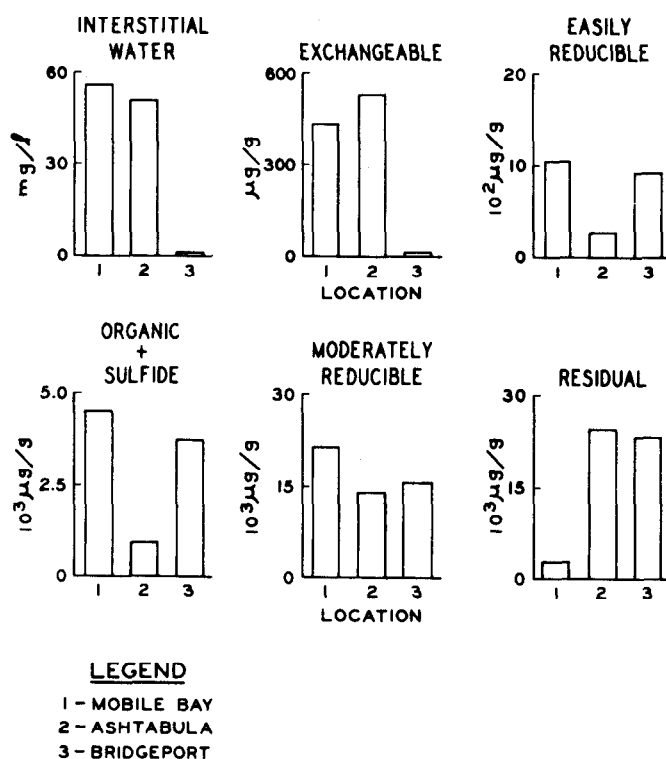 INTERSTITIAL
WATER
60
30
0
mg/l
1 2 3
EXCHANGEABLE
600
300
0
µg/g
1 2 3
LOCATION
EASILY
REDUCIBLE
20
10
0
10²µg/g
1 2 3
ORGANIC
+
SULFIDE
5.0
2.5
0
10³µg/g
1 2 3
MODERATELY
REDUCIBLE
30
15
0
10³µg/g
1 2 3
LOCATION
RESIDUAL
30
15
0
10³µg/g
1 2 3
LEGEND
1 - MOBILE BAY
2 - ASHTABULA
3 - BRIDGEPORT